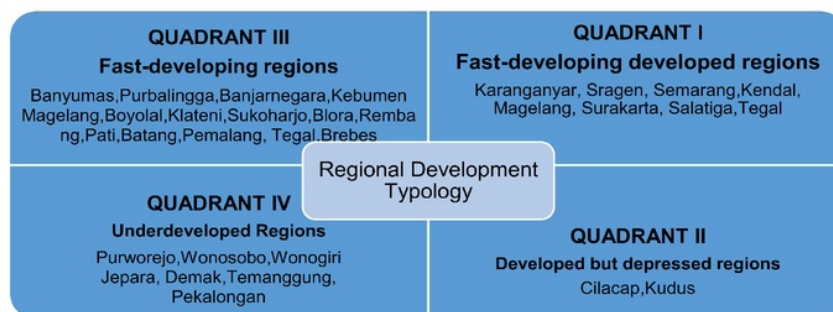 QUADRANT III
Fast-developing regions
Banyumas,Purbalingga,Banjarnegara,Kebumen
Magelang,Boyolal,Klateni,Sukoharjo,Blora,Remba
ng,Pati,Batang,Pemalang, Tegal,Brebes
QUADRANT I
Fast-developing developed regions
Karanganyar, Sragen, Semarang,Kendal,
Magelang, Surakarta, Salatiga,Tegal
Regional Development
Typology
QUADRANT IV
Underdeveloped Regions
Purworejo,Wonosobo,Wonogiri
Jepara, Demak,Temanggung,
Pekalongan
QUADRANT II
Developed but depressed regions
Cilacap,Kudus